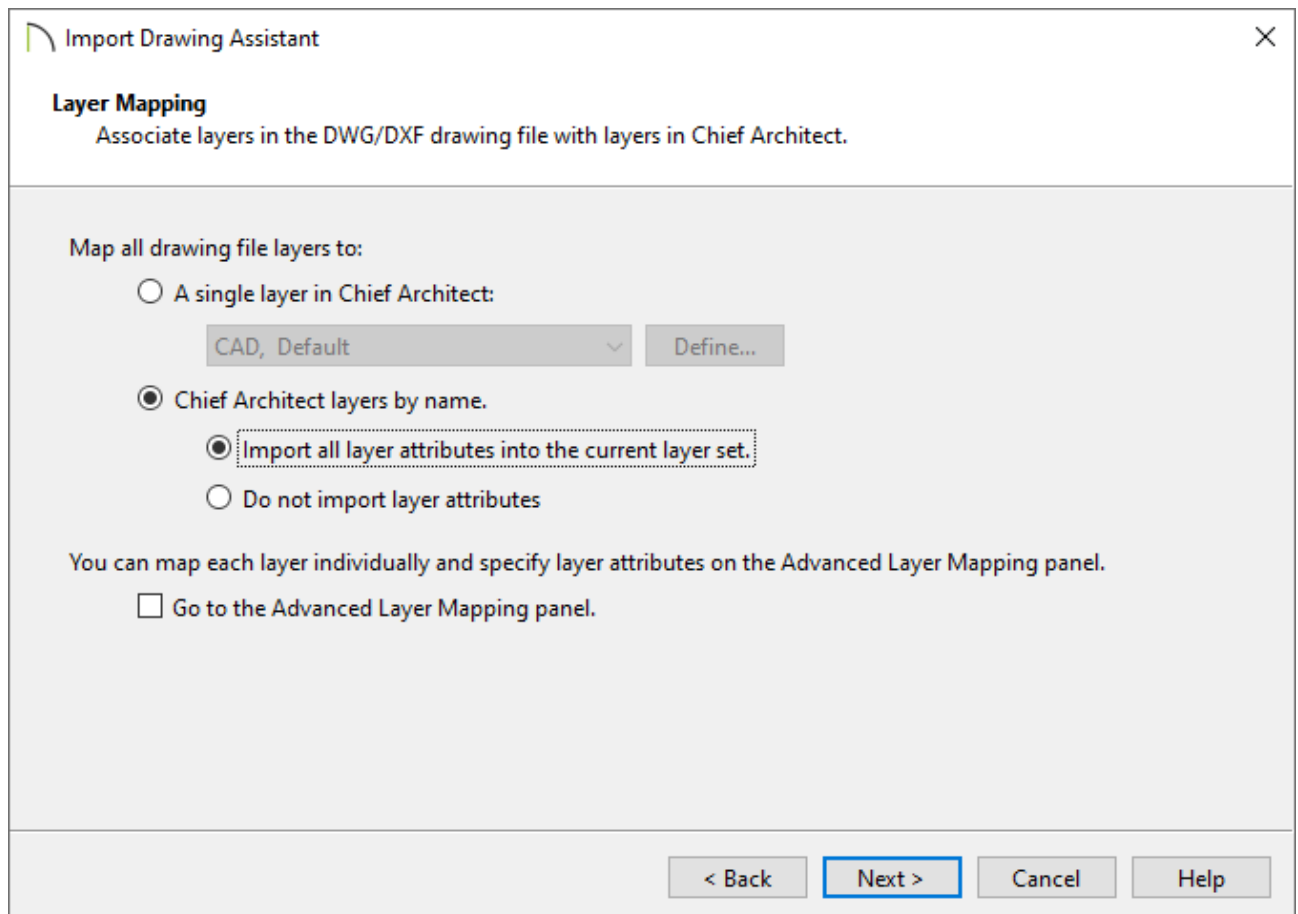 Import Drawing Assistant
Layer Mapping
Associate layers in the DWG/DXF drawing file with layers in Chief Architect.
Map all drawing file layers to:
A single layer in Chief Architect:
CAD,  Default
Define...
Chief Architect layers by name.
Import all layer attributes into the current layer set.
Do not import layer attributes
You can map each layer individually and specify layer attributes on the Advanced Layer Mapping panel.
Go to the Advanced Layer Mapping panel.
< Back
Next >
Cancel
Help